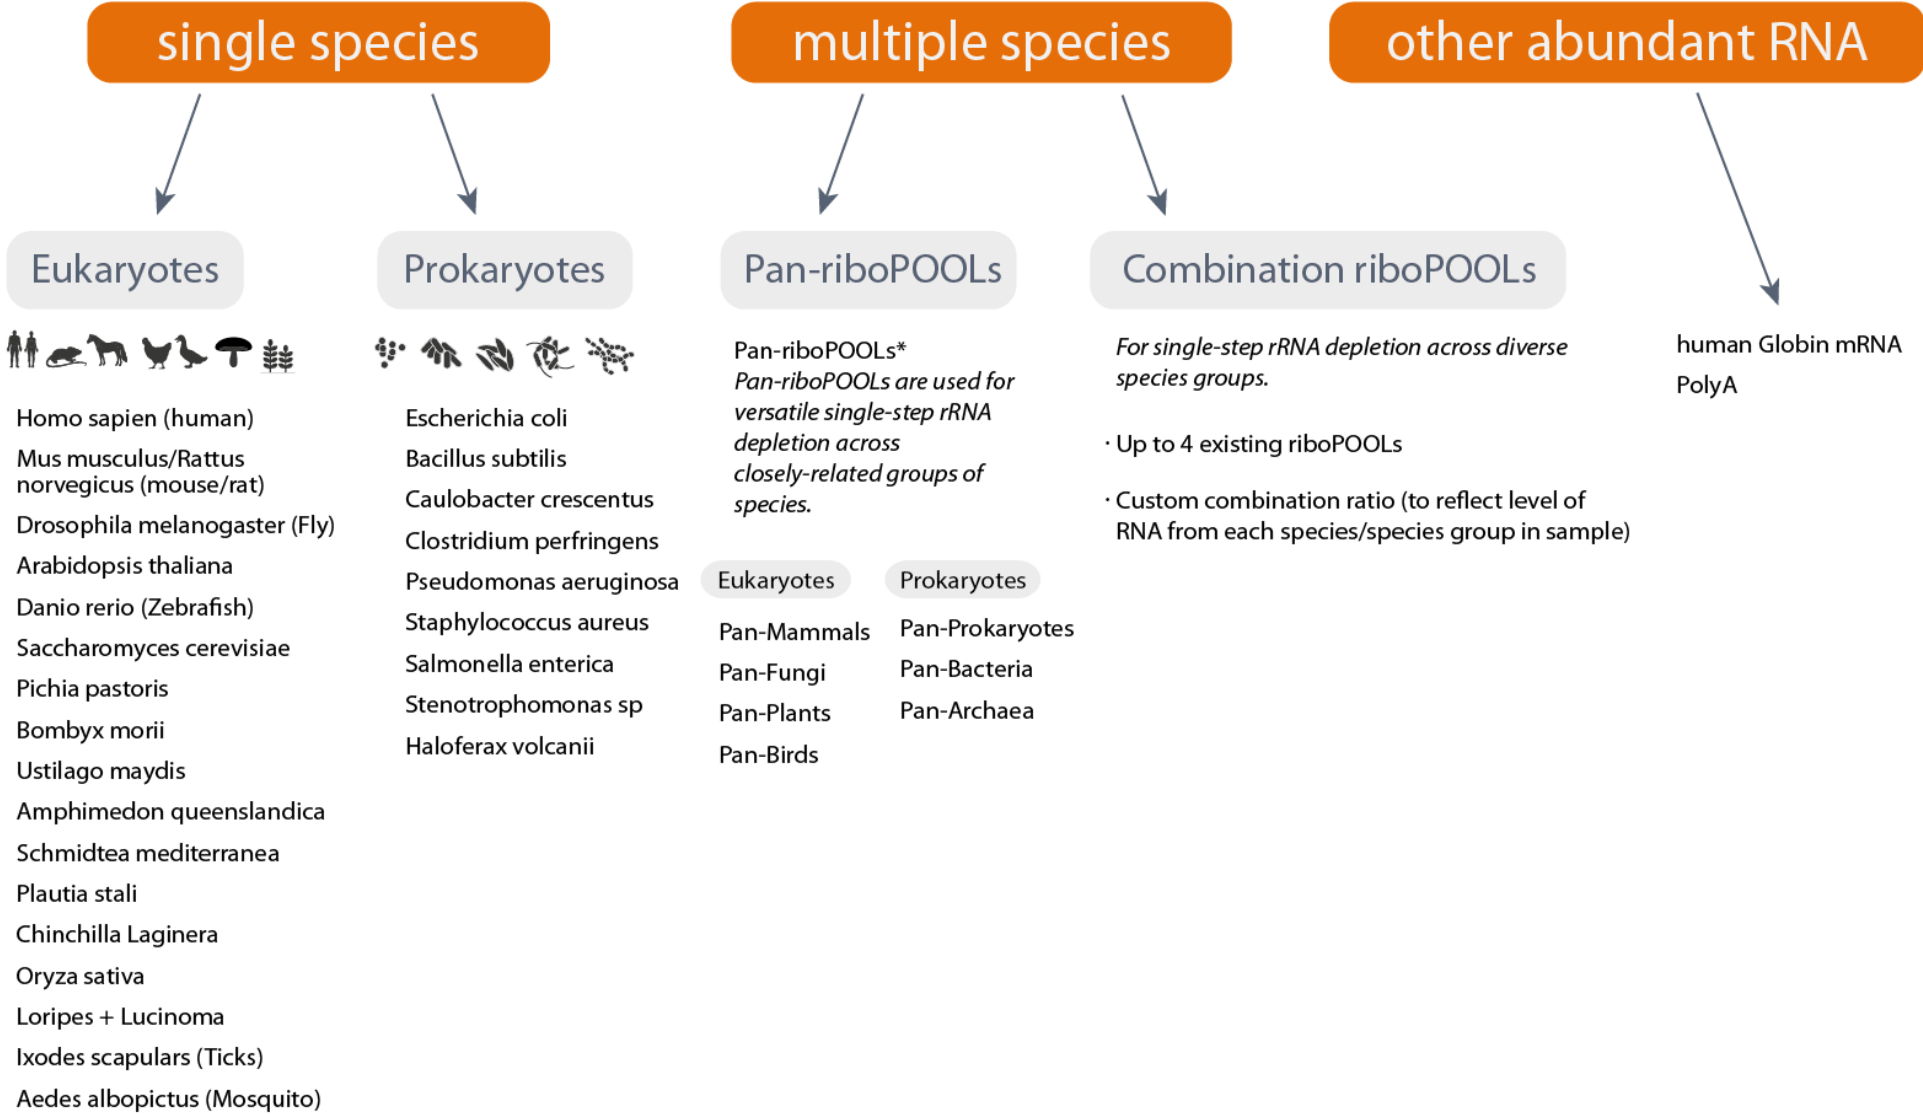 single species
multiple species
other abundant RNA
Eukaryotes
Homo sapien (human)
Mus musculus/Rattus
norvegicus (mouse/rat)
Drosophila melanogaster (Fly)
Arabidopsis thaliana
Danio rerio (Zebrafish)
Saccharomyces cerevisiae
Pichia pastoris
Bombyx morii
Ustilago maydis
Amphimedon queenslandica
Schmidtea mediterranea
Plautia stali
Chinchilla Laginera
Oryza sativa
Loripes + Lucinoma
Ixodes scapulars (Ticks)
Aedes albopictus (Mosquito)
Prokaryotes
Escherichia coli
Bacillus subtilis
Caulobacter crescentus
Clostridium perfringens
Pseudomonas aeruginosa
Staphylococcus aureus
Salmonella enterica
Stenotrophomonas sp
Haloferax volcanii
Pan-riboPOOLs
Pan-riboPOOLs*
Pan-riboPOOLs are used for
versatile single-step rRNA
depletion across
closely-related groups of
species.
Eukaryotes
Pan-Mammals
Pan-Fungi
Pan-Plants
Pan-Birds
Prokaryotes
Pan-Prokaryotes
Pan-Bacteria
Pan-Archaea
Combination riboPOOLs
For single-step rRNA depletion across diverse
species groups.
· Up to 4 existing riboPOOLs
· Custom combination ratio (to reflect level of
RNA from each species/species group in sample)
human Globin mRNA
PolyA